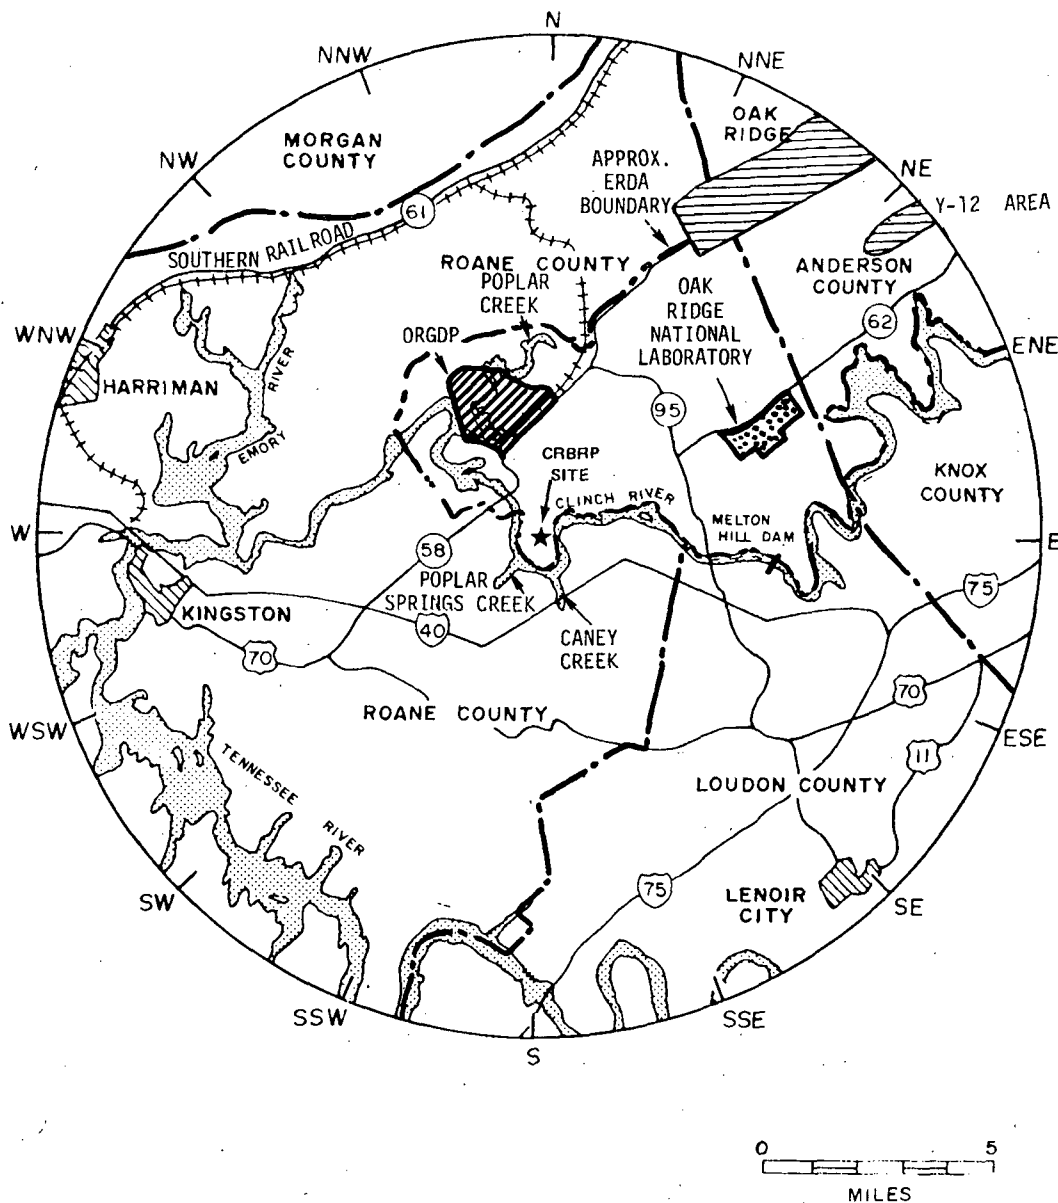 N
NNW
NNE
OAK
RIDGE
MORGAN
COUNTY
APPROX.
ERDA
BOUNDARY
NW
NE
Y-12 AREA
61
SOUTHERN RAILROAD
ROANE COUNTY
POPLAR
CREEK
ANDERSON
COUNTY
OAK
RIDGE
NATIONAL
LABORATORY
62
WNW
ORGDP
ENE
HARRIMAN
RIVER
EMORY
95
CRBRP
SITE
CLINCH RIVER
KNOX
COUNTY
MELTON
HILL DAM
W
E
58
POPLAR
SPRINGS CREEK
75
KINGSTON
40
CANEY
CREEK
70
70
ROANE COUNTY
WSW
ESE
11
TENNESSEE
RIVER
LOUDON COUNTY
75
LENOIR
CITY
SW
SE
SSW
SSE
S
0 5
MILES